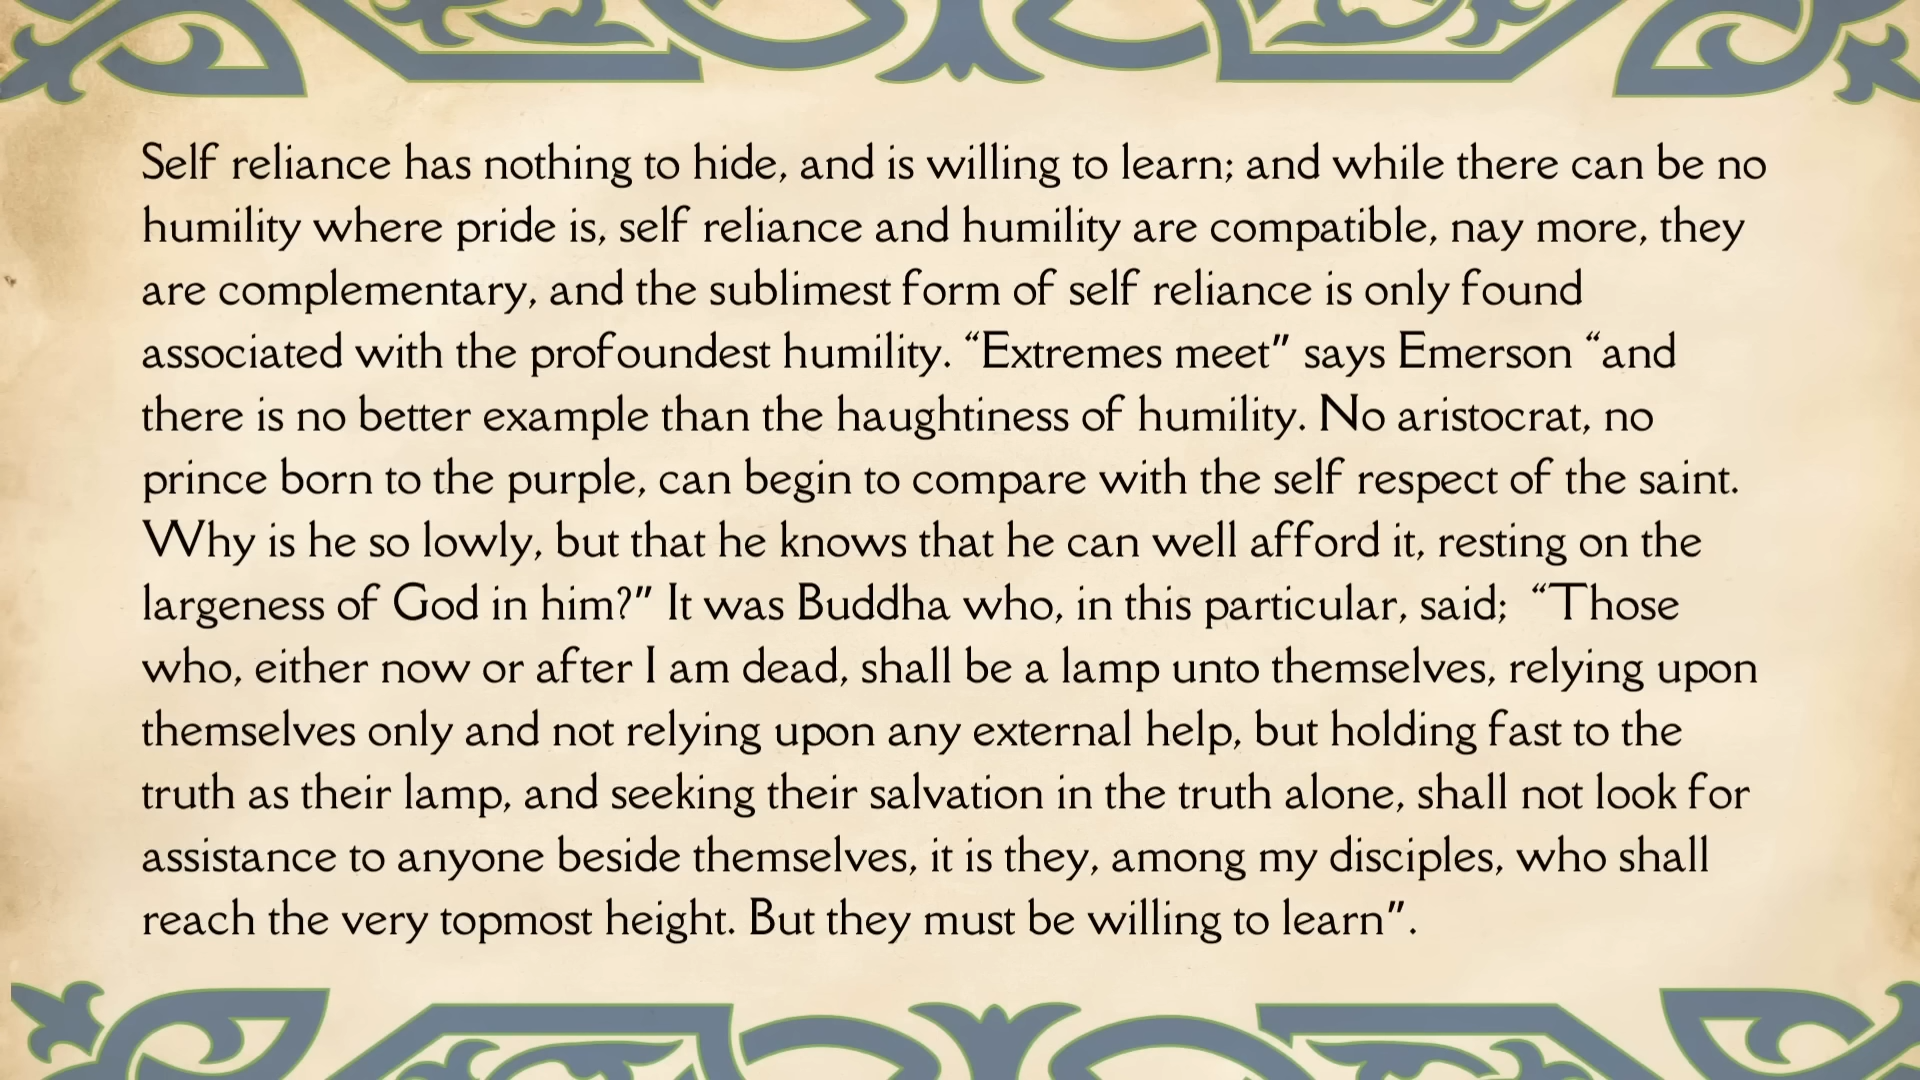 Self reliance has nothing to hide, and is willing to learn; and while there can be no
humility where pride is, self reliance and humility are compatible, nay more, they
are complementary, and the sublimest form of self reliance is only found
associated with the profoundest humility. “Extremes meet” says Emerson “and
there is no better example than the haughtiness of humility. No aristocrat, no
prince born to the purple, can begin to compare with the self respect of the saint.
Why is he so lowly, but that he knows that he can well afford it, resting on the
largeness of God in him?” It was Buddha who, in this particular, said;  “Those
who, either now or after I am dead, shall be a lamp unto themselves, relying upon
themselves only and not relying upon any external help, but holding fast to the
truth as their lamp, and seeking their salvation in the truth alone, shall not look for
assistance to anyone beside themselves, it is they, among my disciples, who shall
reach the very topmost height. But they must be willing to learn”.